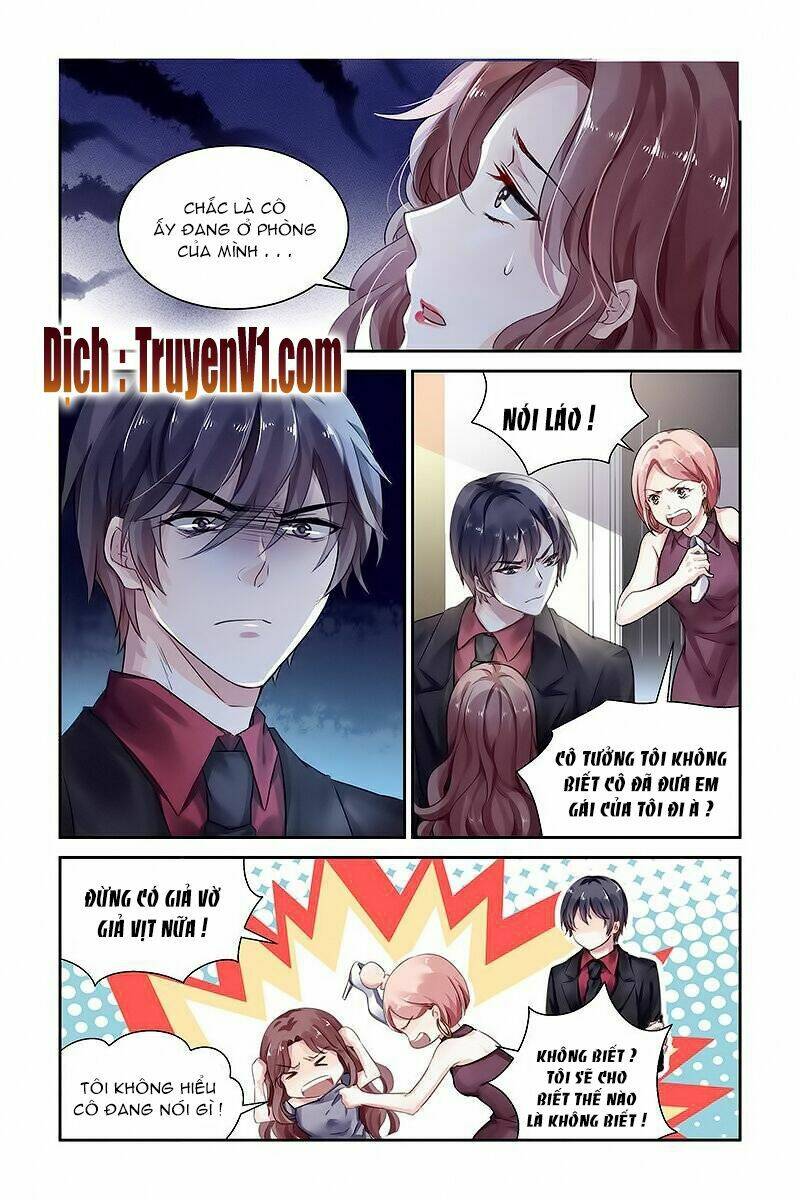 CHẮC LÀ CÔ
ẤY ĐANG Ở PHÒNG
CỦA MÌNH . . .
Dịch : TruyenV1.com
NÓI LÁO !
CÔ TƯỞNG TÔI KHÔNG
BIẾT CÔ ĐÃ ĐƯA EM
GÁI CỦA TÔI ĐI À ?
ĐỪNG CÓ GIẢ VỜ
GIẢ VỊT NỮA !
TÔI KHÔNG HIỂU
CÔ ĐANG NỐI GÌ !
KHÔNG BIẾT ?
TÔI SẼ CHO
BIẾT THẾ NÀO
LÀ KHÔNG BIẾT !